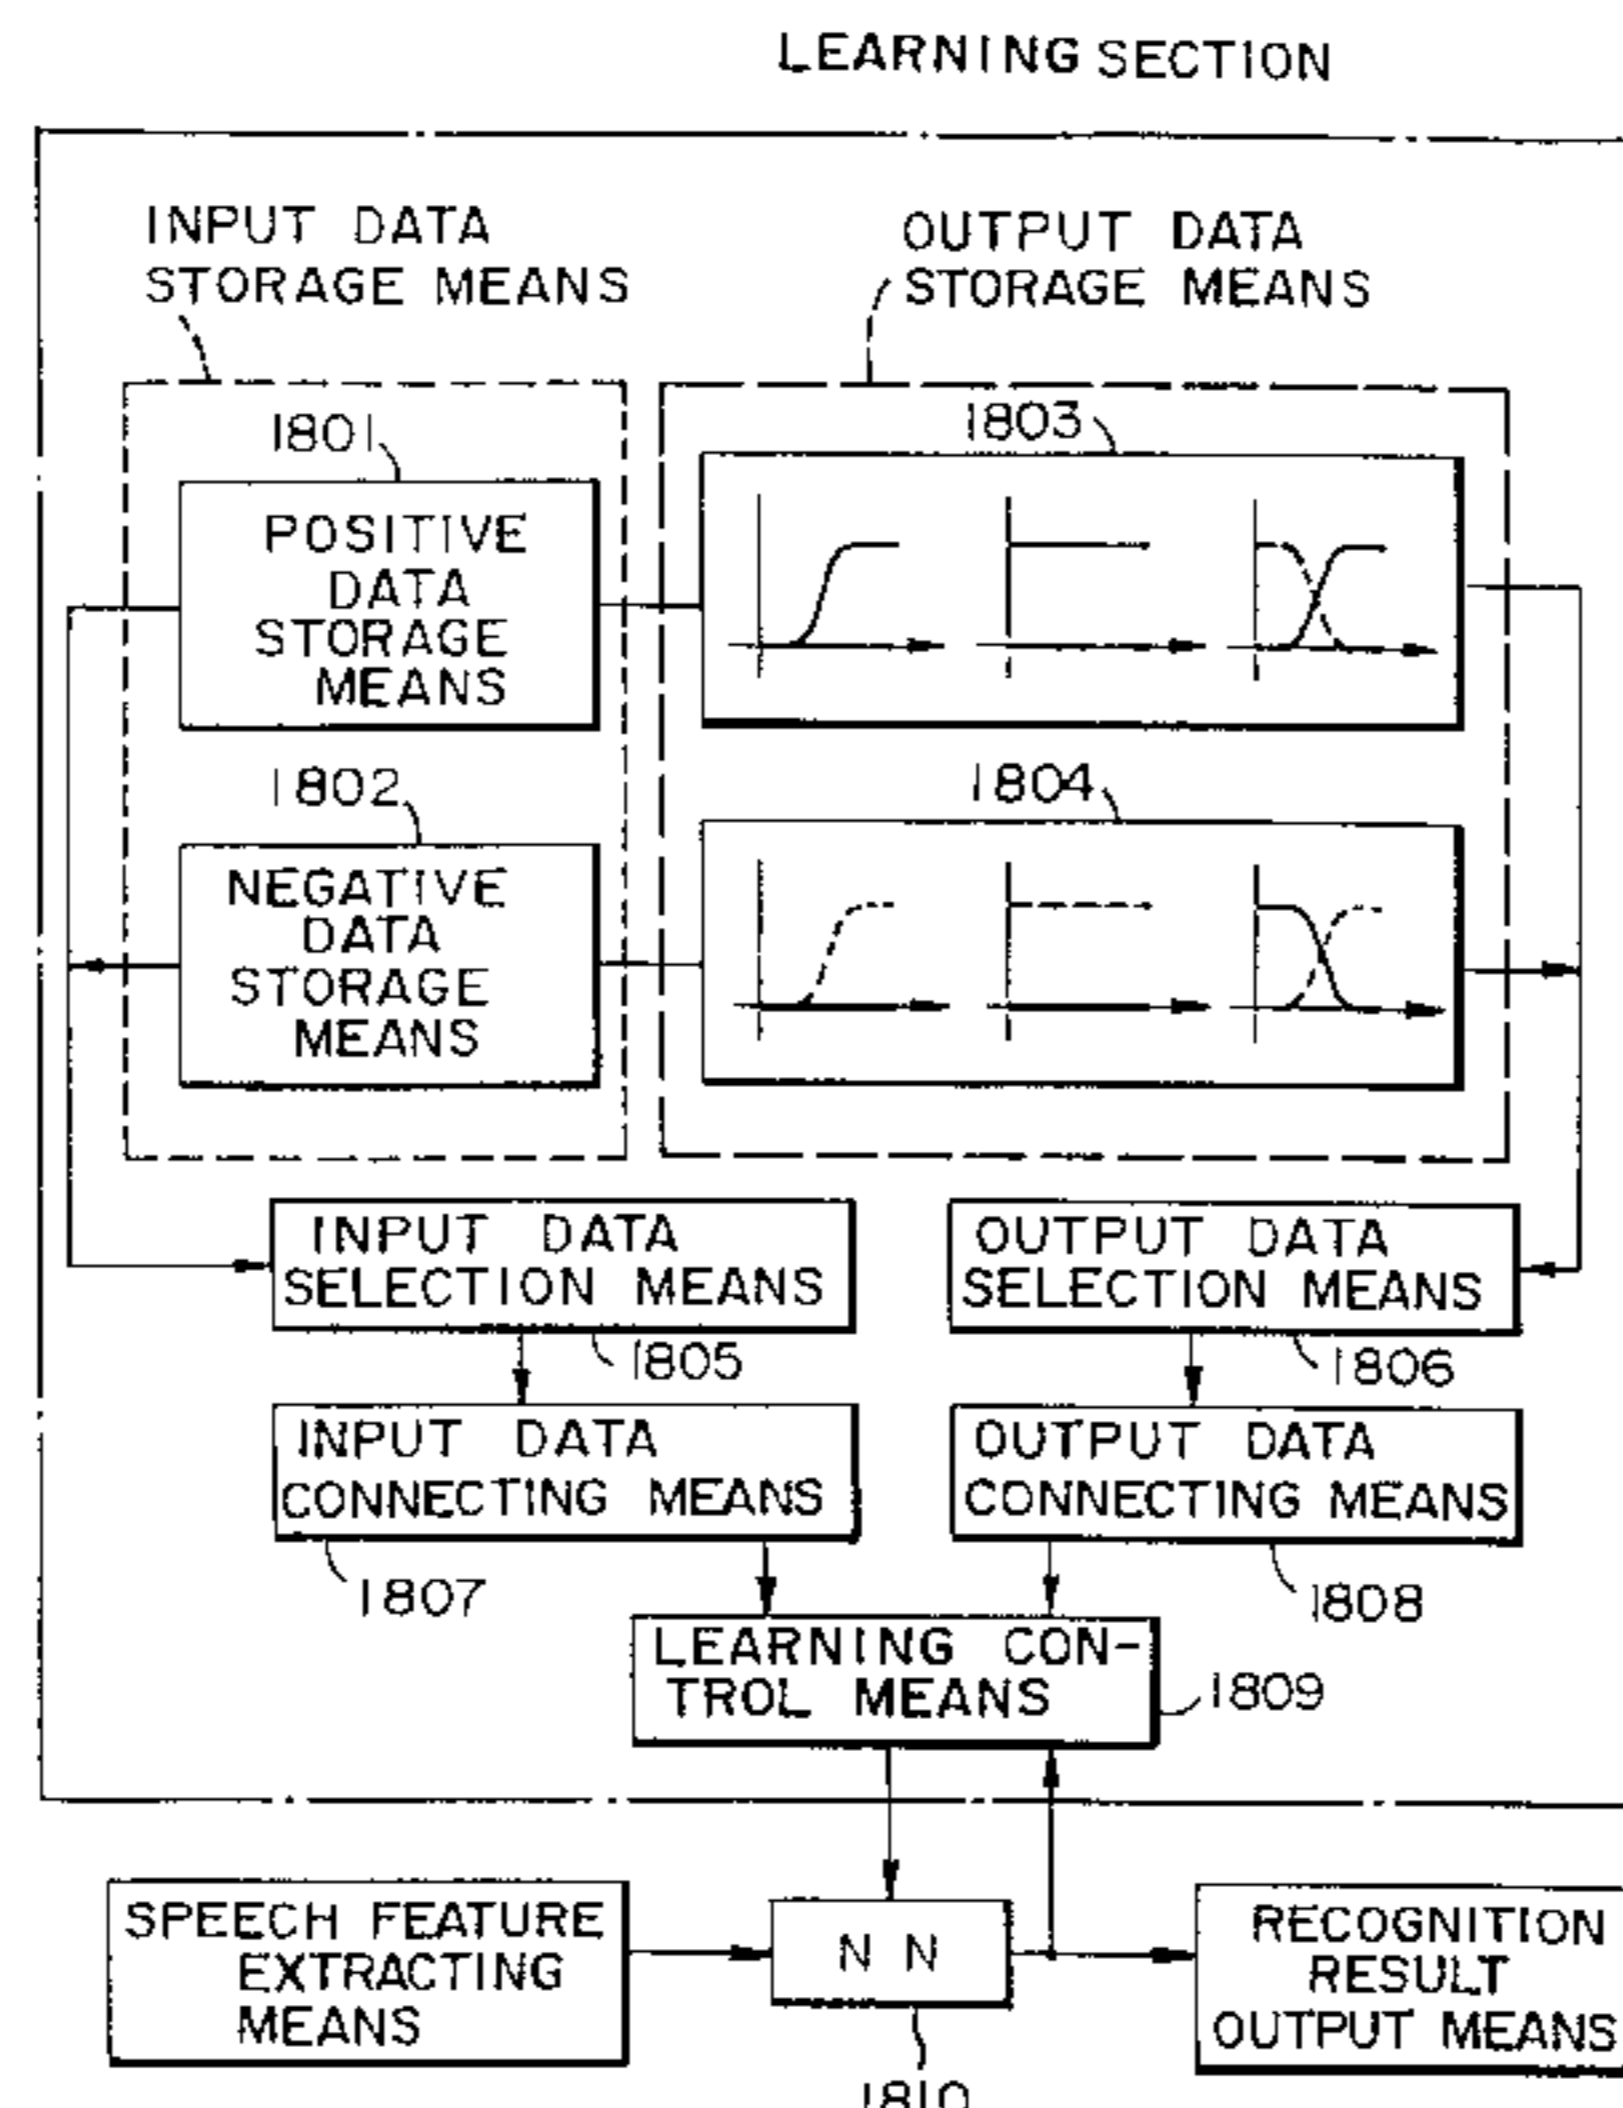 LEARNING SECTION
INPUT DATA
STORAGE MEANS
OUTPUT DATA
STORAGE MEANS
1801
1803
POSITIVE
DATA
STORAGE
MEANS
1802
1804
NEGATIVE
DATA
STORAGE
MEANS
INPUT DATA
SELECTION MEANS
1805
OUTPUT DATA
SELECTION MEANS
1806
INPUT DATA
CONNECTING MEANS
1807
OUTPUT DATA
CONNECTING MEANS
1808
LEARNING CON-
TROL MEANS
1809
SPEECH FEATURE
EXTRACTING
MEANS
N N
1810
RECOGNITION
RESULT
OUTPUT MEANS